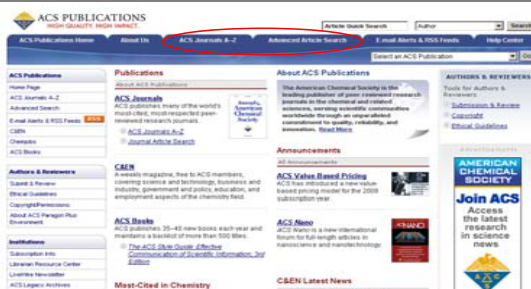 ACS PUBLICATIONS
HIGH QUALITY. HIGH IMPACT.
Article Quick Search
Author
Search
ACS Publications Home
About Us
ACS Journals A-Z
Advanced Article Search
E-mail Alerts & RSS Feeds
Help Center
Select an ACS Publication
Go
ACS Publications
Home Page
ACS Journals A-Z
Advanced Search
E-mail Alerts & RSS Feeds RSS
C&EN
Chemjobs
ACS Books
Authors & Reviewers
Submit & Review
Ethical Guidelines
Copyright/Permissions
About ACS Paragon Plus
Environment
Institutions
Subscription Info
Librarian Resource Center
LiveWire Newsletter
ACS Legacy Archives
Publications
About ACS Publications
ACS Journals
ACS publishes many of the world's
most-cited, most-respected peer-
reviewed research journals.
ACS Journals A-Z
Journal Article Search
C&EN
A weekly magazine, free to ACS members,
covering science and technology, business and
industry, government and policy, education, and
employment aspects of the chemistry field.
ACS Books
ACS publishes 35-40 new books each year and
maintains a backlist of more than 500 titles.
The ACS Style Guide: Effective
Communication of Scientific Information, 3rd
Edition
Most-Cited in Chemistry
About ACS Publications
The American Chemical Society is the
leading publisher of peer-reviewed research
journals in the chemical and related
sciences, serving scientific communities
worldwide through an unparalleled
commitment to quality, reliability, and
innovation. Read More
Announcements
All Announcements
ACS Value Based Pricing
ACS has introduced a new value-
based pricing model for the 2009
subscription year.
ACS Nano
ACS Nano is a new international
forum for full-length articles in
nanoscience and nanotechnology.
C&EN Latest News
AUTHORS & REVIEWERS
Tools for Authors &
Reviewers
Submission & Review
Copyright
Ethical Guidelines
ADVERTISEMENTS
AMERICAN
CHEMICAL
SOCIETY
Join ACS
Access
the latest
research
in science
news